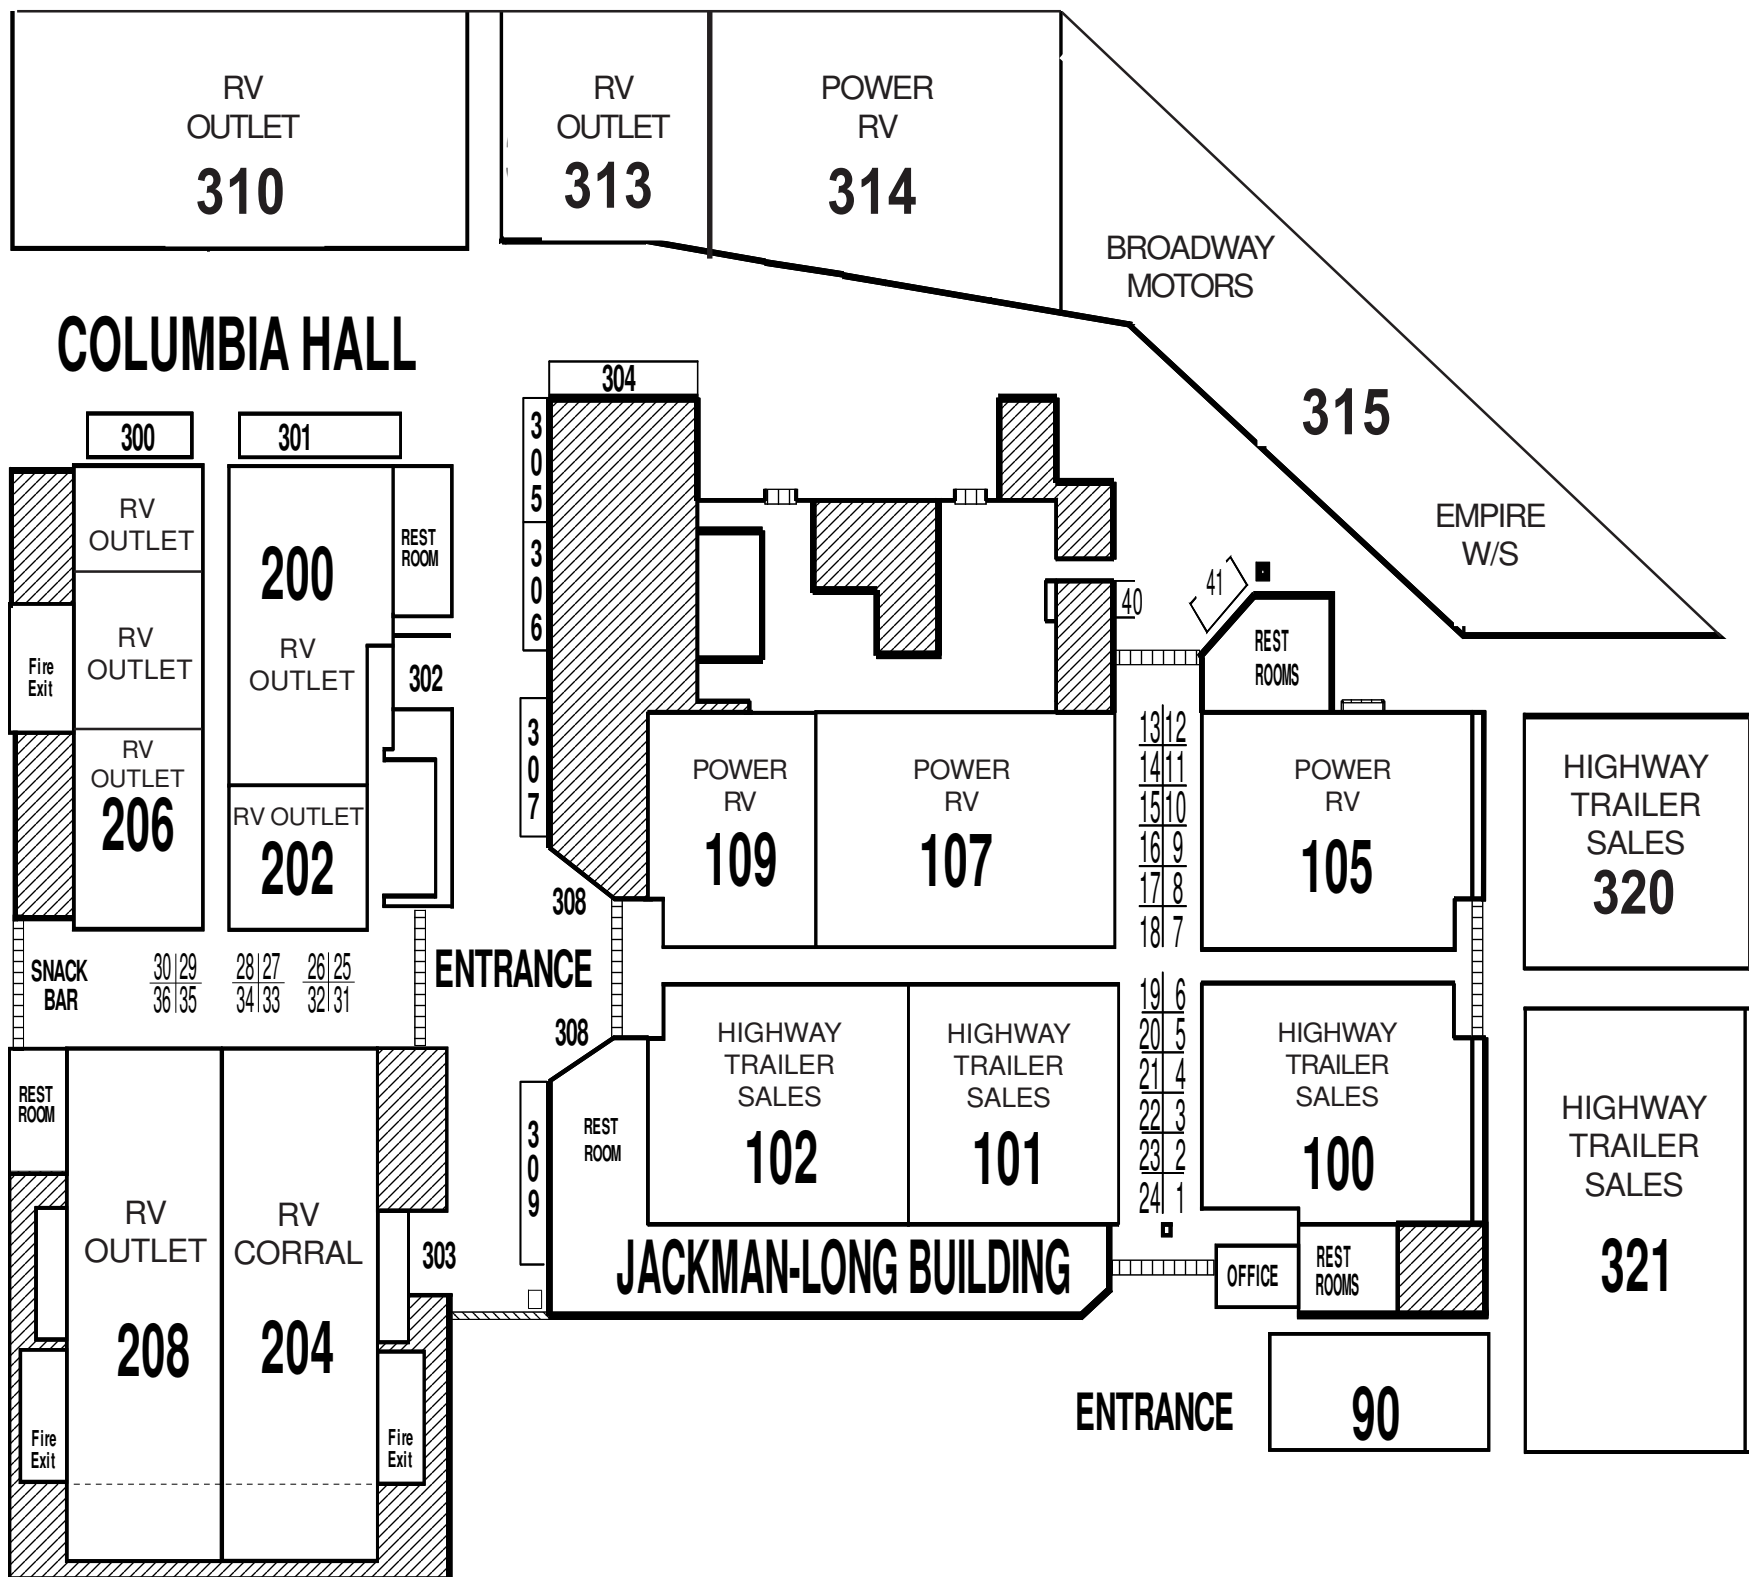 RV
OUTLET
310
RV
OUTLET
313
POWER
RV
314
BROADWAY
MOTORS
315
EMPIRE
W/S
COLUMBIA HALL
300
301
RV
OUTLET
RV
OUTLET
RV
OUTLET
206
200
RV
OUTLET
RV OUTLET
202
REST
ROOM
Fire
Exit
302
304
305
306
307
308
ENTRANCE
308
309
SNACK
BAR
30 29
36 35
28 27
34 33
26 25
32 31
REST
ROOM
RV
OUTLET
208
RV
CORRAL
204
303
Fire
Exit
Fire
Exit
40
41
REST
ROOMS
POWER
RV
109
POWER
RV
107
13 12
14 11
15 10
16 9
17 8
18 7
19 6
20 5
21 4
22 3
23 2
24 1
POWER
RV
105
HIGHWAY
TRAILER
SALES
320
REST
ROOM
HIGHWAY
TRAILER
SALES
102
HIGHWAY
TRAILER
SALES
101
HIGHWAY
TRAILER
SALES
100
HIGHWAY
TRAILER
SALES
321
JACKMAN-LONG BUILDING
OFFICE
REST
ROOMS
ENTRANCE
90